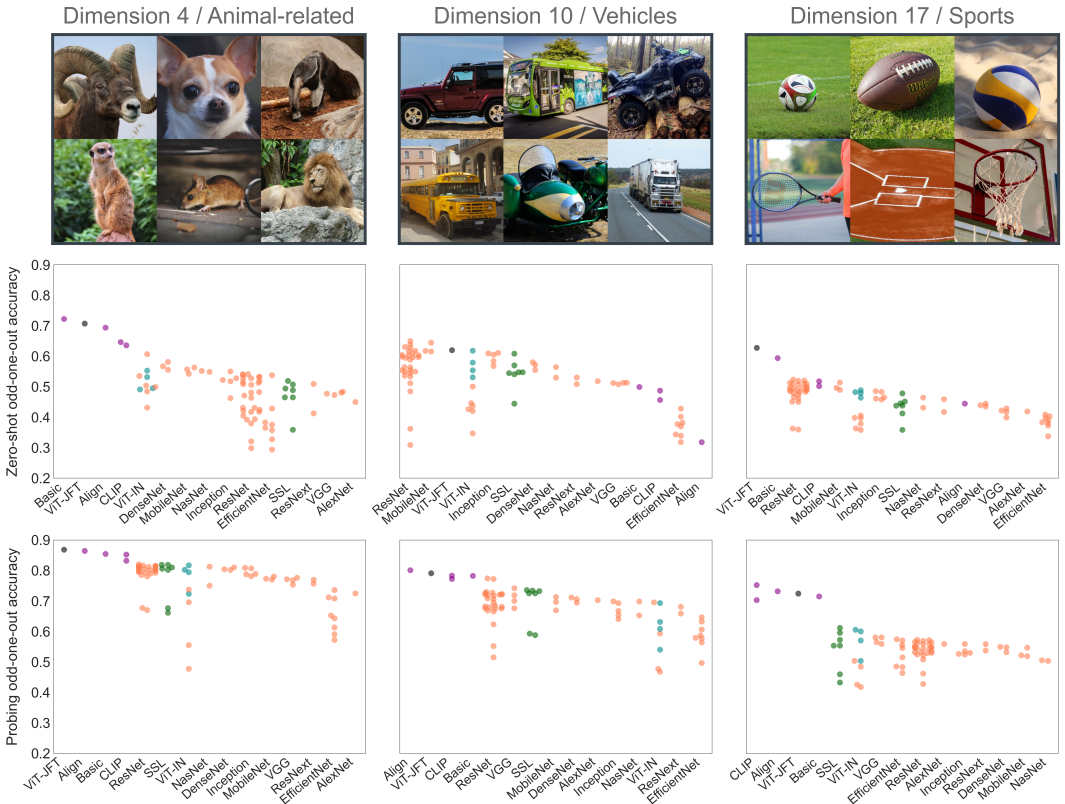 Dimension 4 / Animal-related
Dimension 10 / Vehicles
Dimension 17 / Sports
Zero-shot odd-one-out accuracy
0.9
0.8
0.7
0.6
0.5
0.4
0.3
0.2
Basic
ViT-JFT
Align
CLIP
ViT-IN
DenseNet
MobileNet
NasNet
Inception
ResNet
EfficientNet
SSL
ResNext
VGG
AlexNet
ResNet
MobileNet
ViT-JFT
ViT-IN
Inception
SSL
DenseNet
NasNet
ResNext
AlexNet
VGG
Basic
CLIP
EfficientNet
Align
ViT-JFT
Basic
ResNet
CLIP
MobileNet
ViT-IN
Inception
SSL
NasNet
ResNext
Align
DenseNet
VGG
AlexNet
EfficientNet
Probing odd-one-out accuracy
0.9
0.8
0.7
0.6
0.5
0.4
0.3
0.2
ViT-JFT
Align
Basic
CLIP
ResNet
SSL
ViT-IN
NasNet
DenseNet
Inception
MobileNet
VGG
ResNext
EfficientNet
AlexNet
Align
ViT-JFT
CLIP
Basic
ResNet
VGG
SSL
MobileNet
DenseNet
AlexNet
Inception
NasNet
ViT-IN
ResNext
EfficientNet
CLIP
Align
ViT-JFT
Basic
SSL
ViT-IN
VGG
EfficientNet
ResNet
AlexNet
Inception
ResNext
DenseNet
MobileNet
NasNet